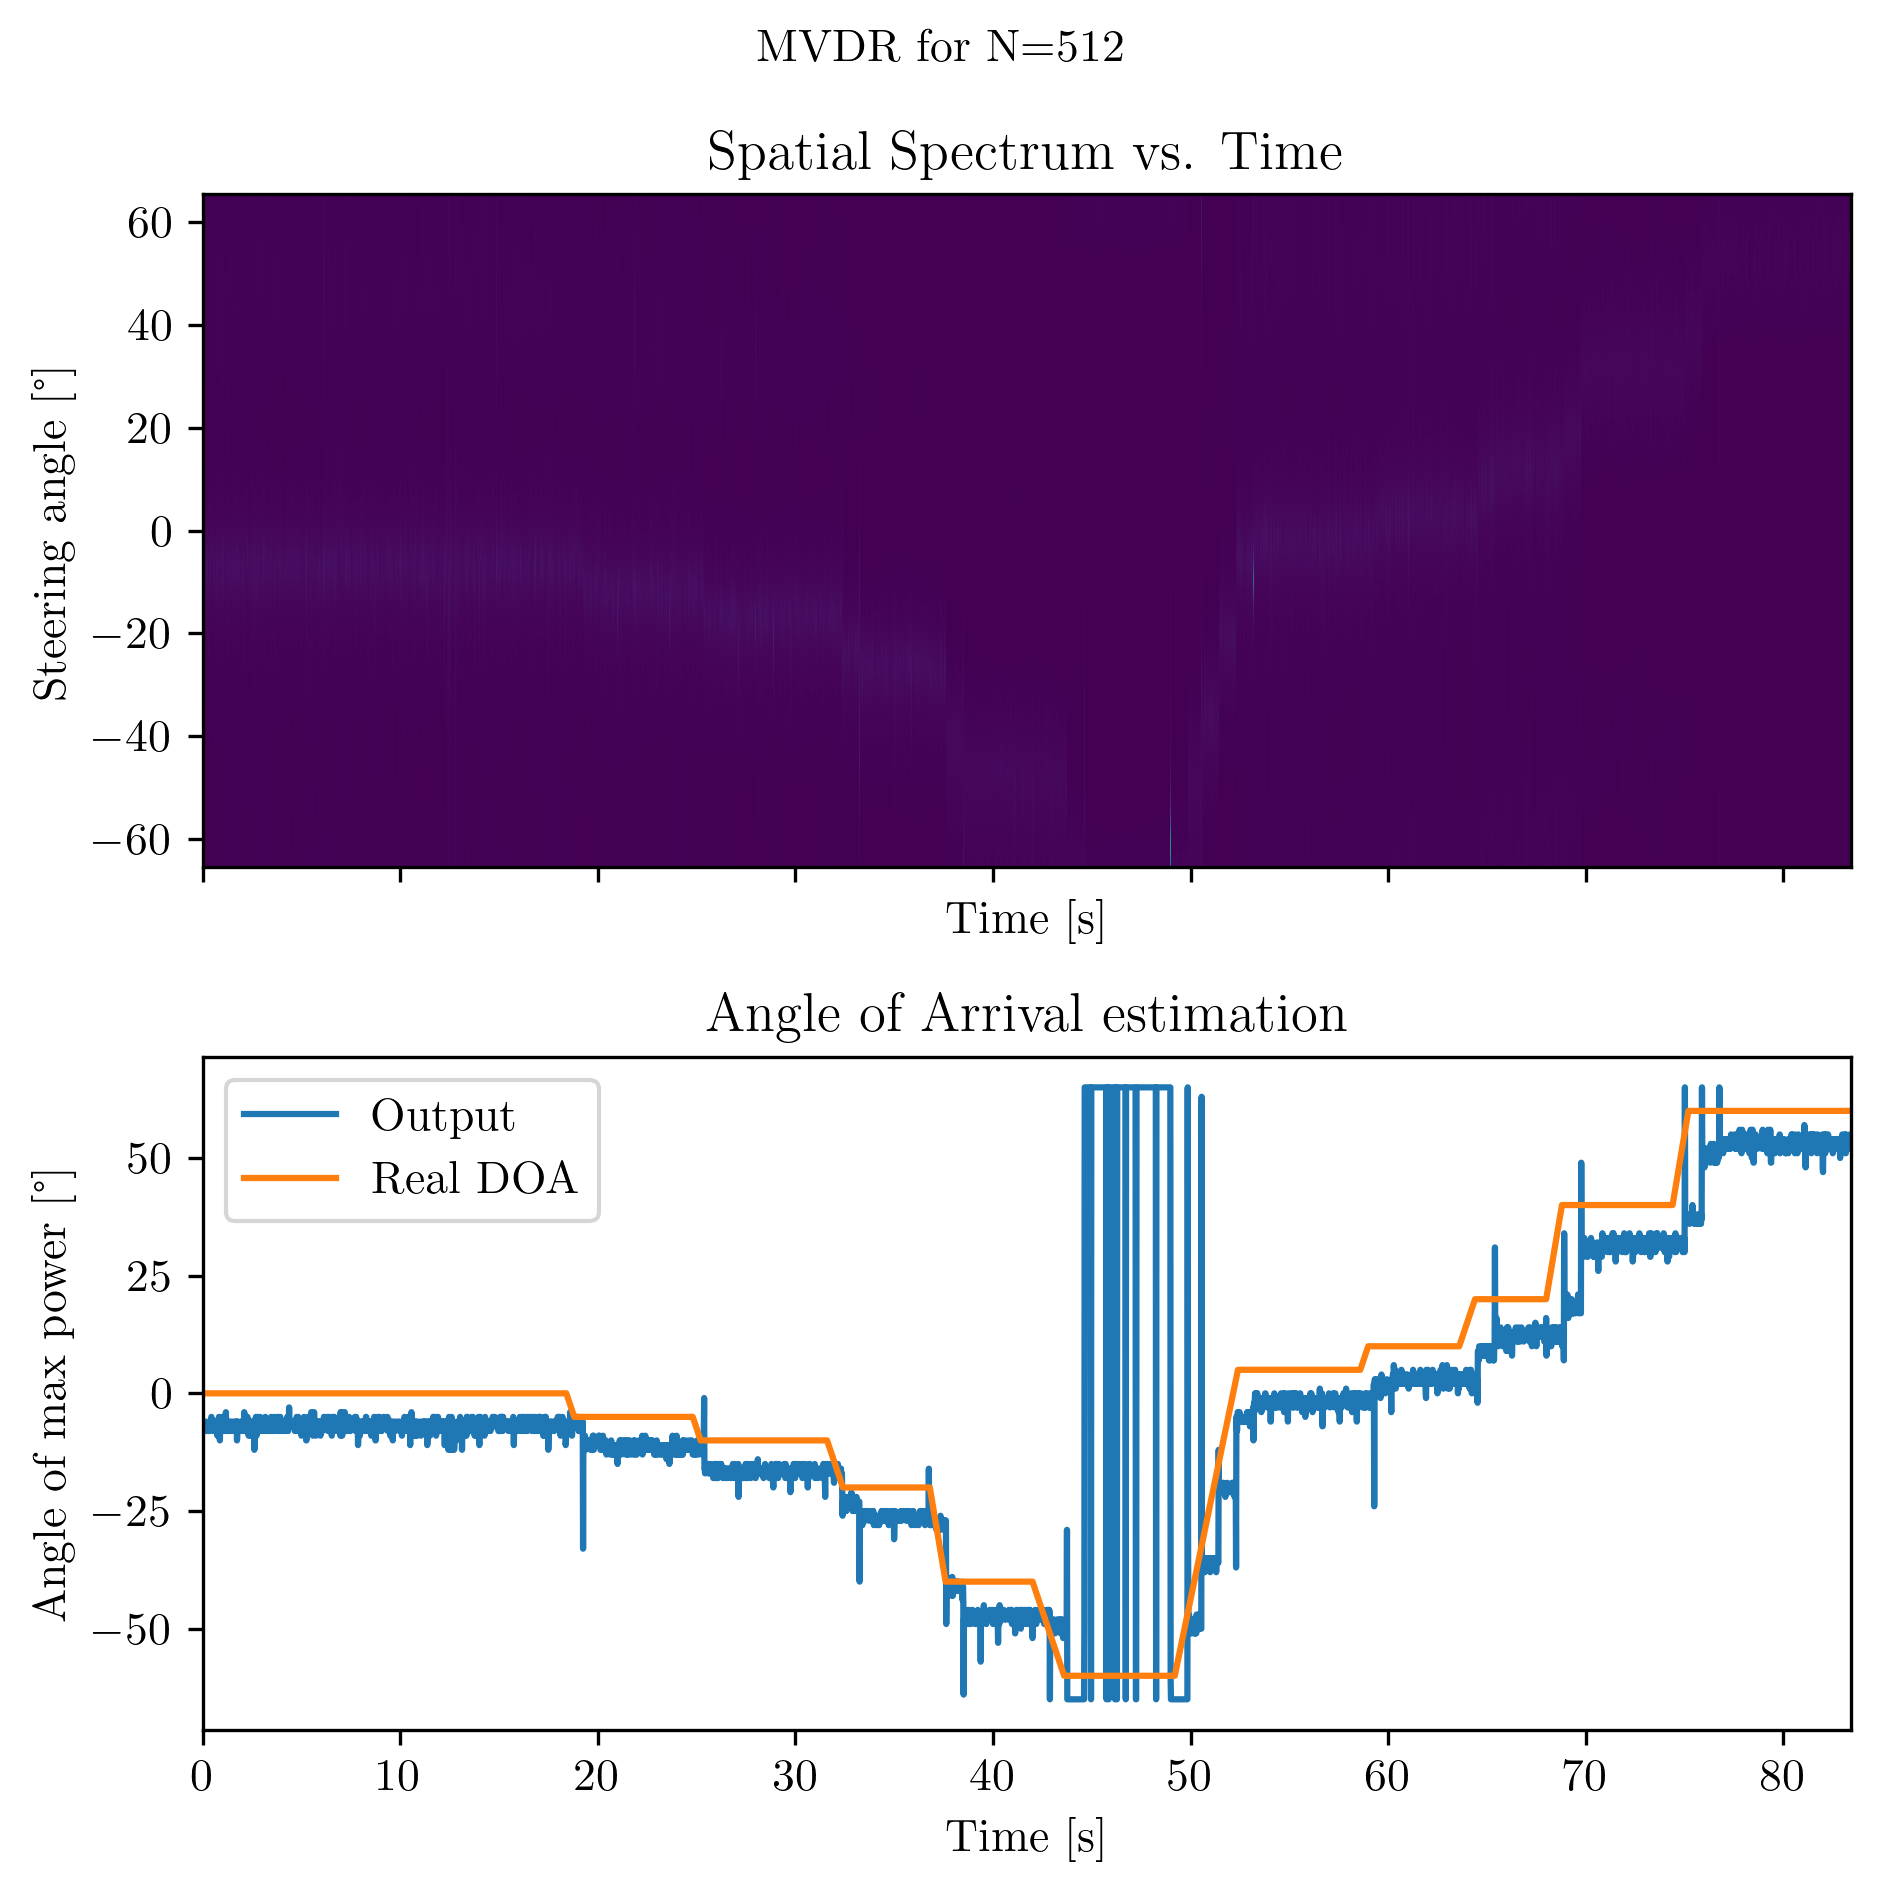 MVDR for N=512
Spatial Spectrum vs. Time
60
40
20
0
−20
−40
−60
Steering angle [°]
Time [s]
Angle of Arrival estimation
Output
Real DOA
50
25
0
−25
−50
Angle of max power [°]
0 10 20 30 40 50 60 70 80
Time [s]